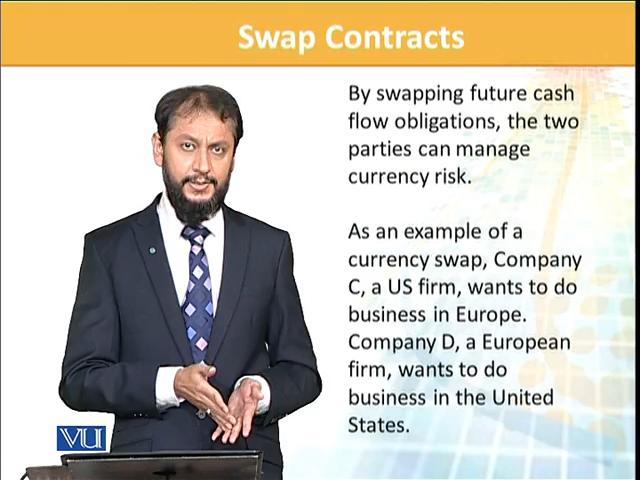 Swap Contracts
By swapping future cash
flow obligations, the two
parties can manage
currency risk.
As an example of a
currency swap, Company
C, a US firm, wants to do
business in Europe.
Company D, a European
firm, wants to do
business in the United
States.
VU